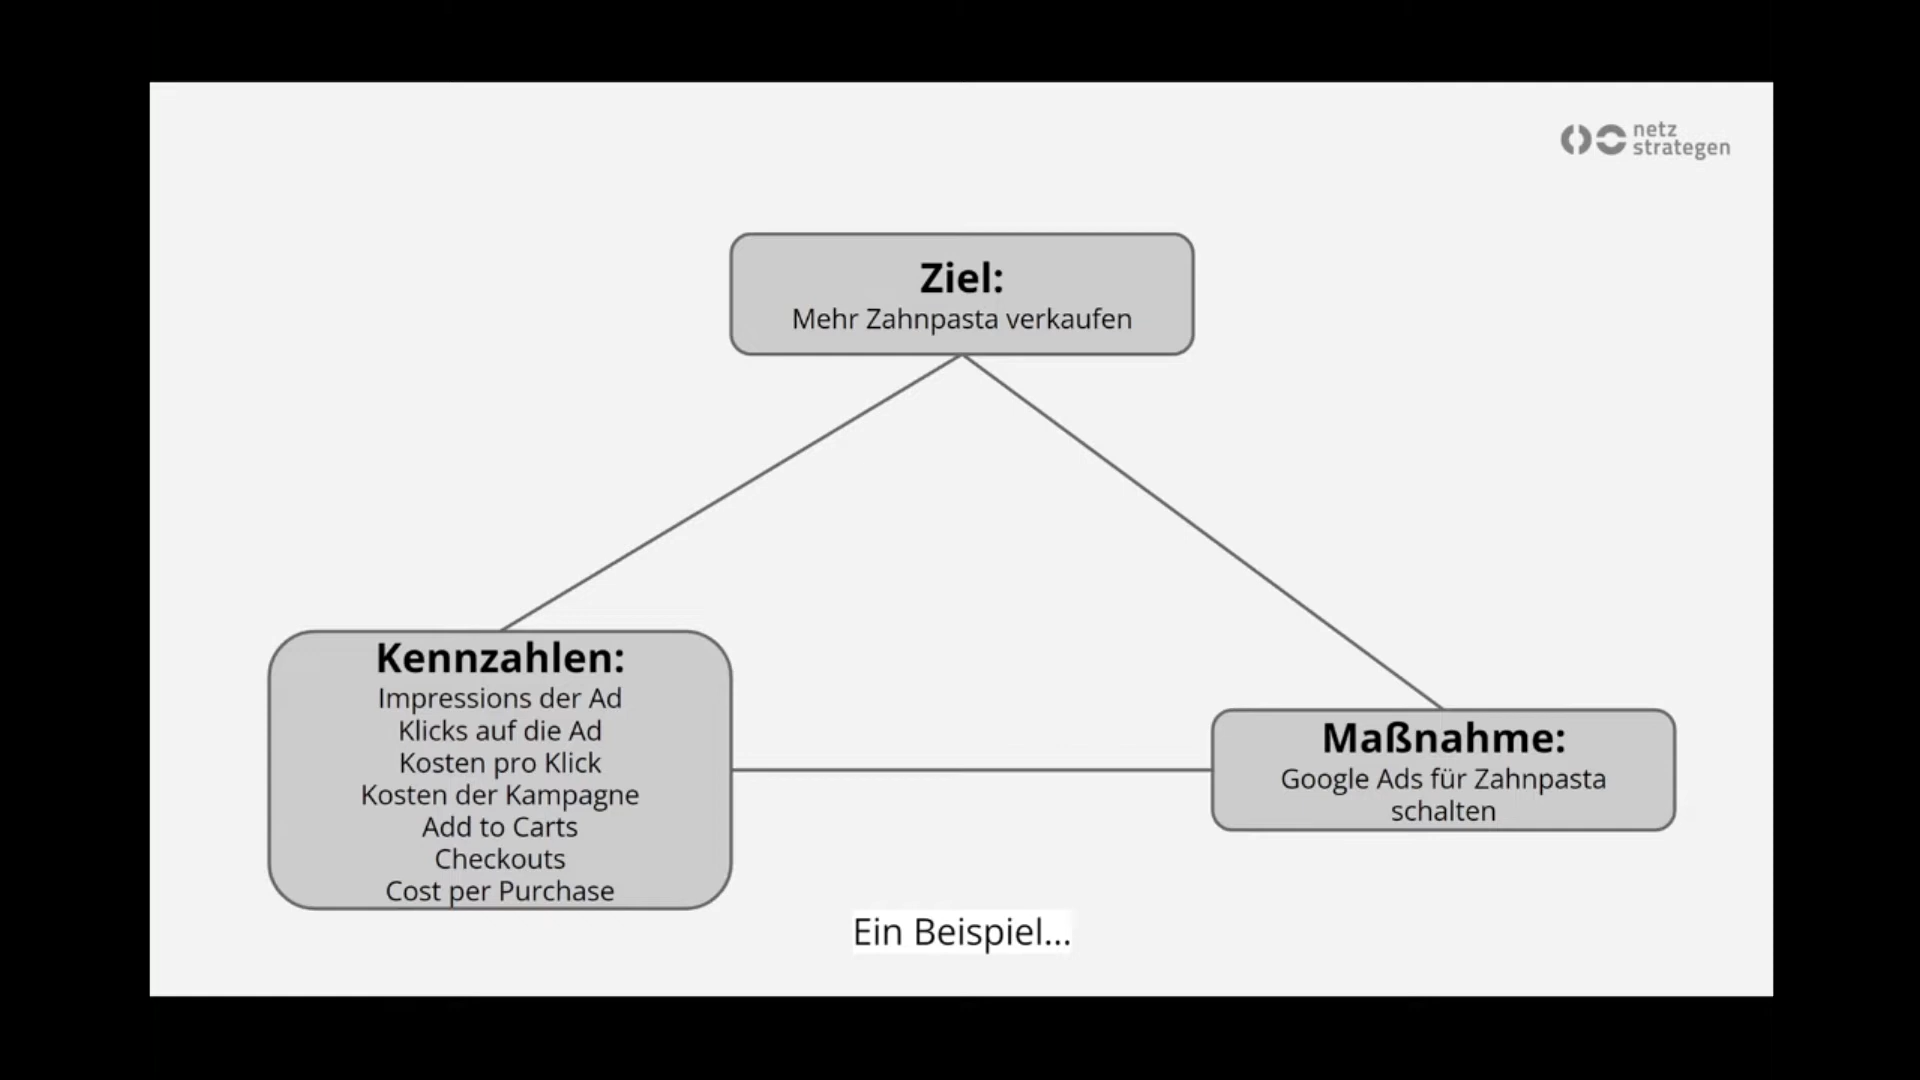 netz
strategen
Ziel:
Mehr Zahnpasta verkaufen
Kennzahlen:
Impressions der Ad
Klicks auf die Ad
Kosten pro Klick
Kosten der Kampagne
Add to Carts
Checkouts
Cost per Purchase
Maßnahme:
Google Ads für Zahnpasta
schalten
Ein Beispiel...